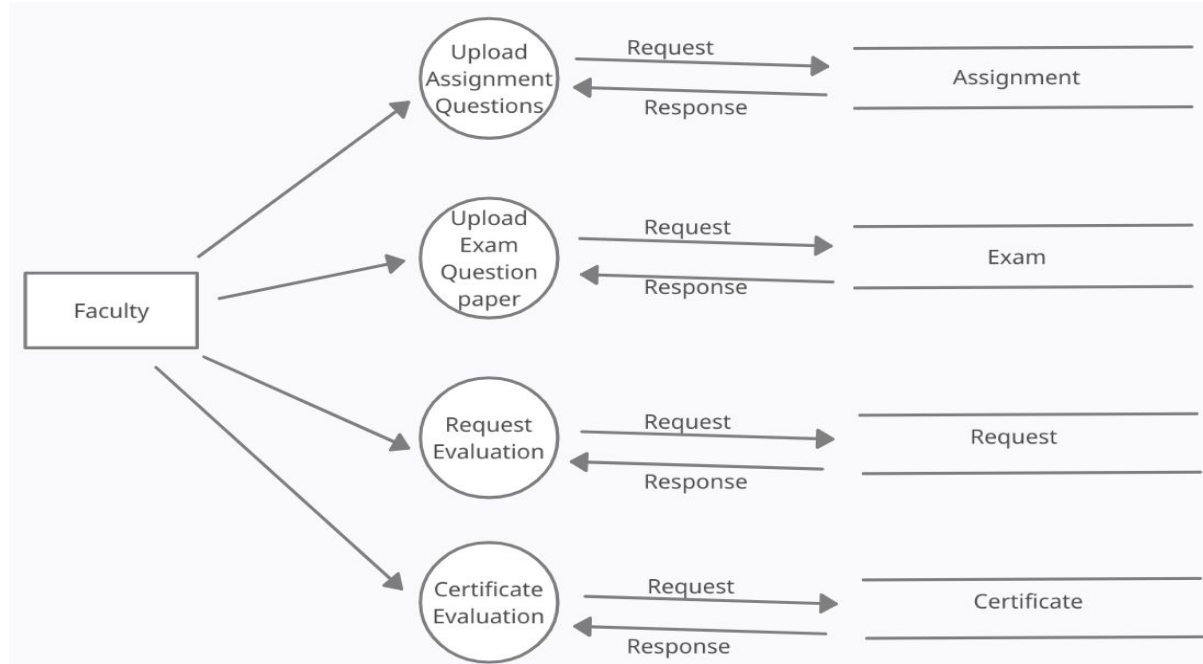 Upload
Assignment
Questions
Request
Response
Assignment
Upload
Exam
Question
paper
Request
Response
Exam
Faculty
Request
Evaluation
Request
Response
Request
Certificate
Evaluation
Request
Response
Certificate